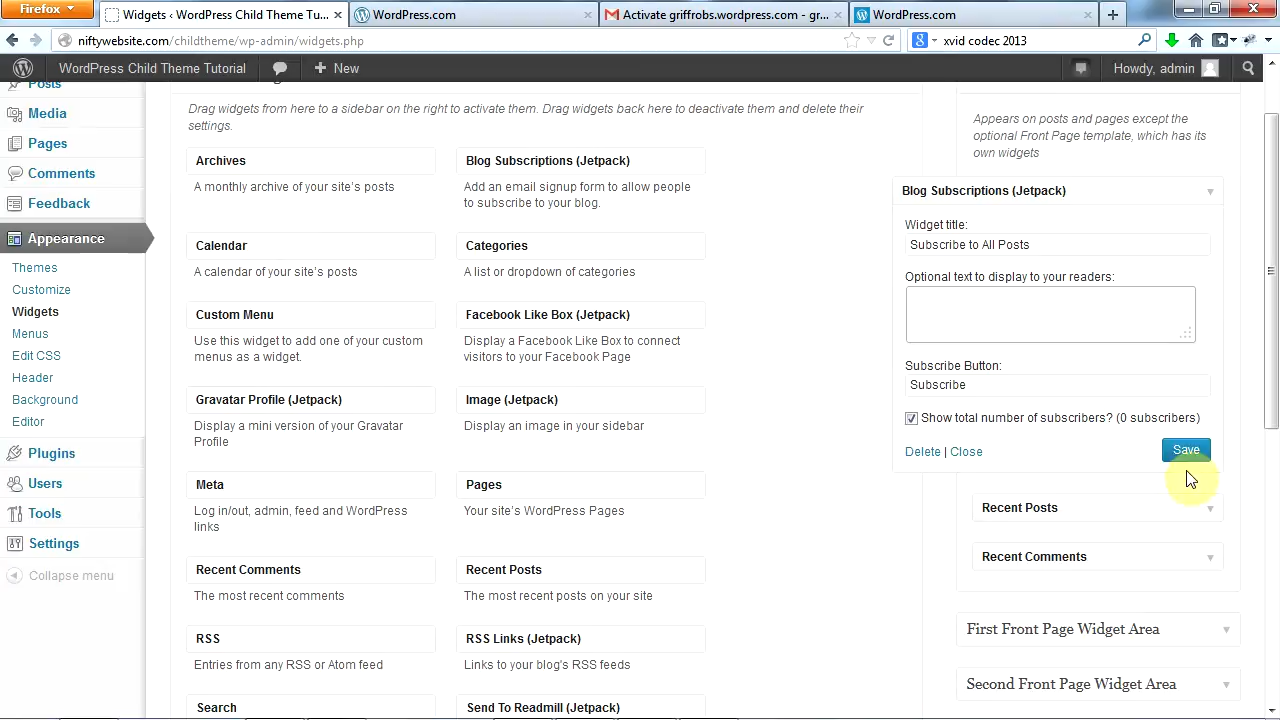 Firefox
Widgets ‹ WordPress Child Theme Tu...
WordPress.com
Activate griffrobs.wordpress.com - gr...
WordPress.com
niftywebsite.com/childtheme/wp-admin/widgets.php
xvid codec 2013
WordPress Child Theme Tutorial
New
Howdy, admin
Posts
Media
Pages
Comments
Feedback
Appearance
Themes
Customize
Widgets
Menus
Edit CSS
Header
Background
Editor
Plugins
Users
Tools
Settings
Collapse menu
Drag widgets from here to a sidebar on the right to activate them. Drag widgets back here to deactivate them and delete their
settings.
Archives
A monthly archive of your site's posts
Blog Subscriptions (Jetpack)
Add an email signup form to allow people
to subscribe to your blog.
Calendar
A calendar of your site's posts
Categories
A list or dropdown of categories
Custom Menu
Use this widget to add one of your custom
menus as a widget.
Facebook Like Box (Jetpack)
Display a Facebook Like Box to connect
visitors to your Facebook Page
Gravatar Profile (Jetpack)
Display a mini version of your Gravatar
Profile
Image (Jetpack)
Display an image in your sidebar
Meta
Log in/out, admin, feed and WordPress
links
Pages
Your site's WordPress Pages
Recent Comments
The most recent comments
Recent Posts
The most recent posts on your site
RSS
Entries from any RSS or Atom feed
RSS Links (Jetpack)
Links to your blog's RSS feeds
Search
Send To Readmill (Jetpack)
Appears on posts and pages except the
optional Front Page template, which has its
own widgets
Blog Subscriptions (Jetpack)
Widget title:
Subscribe to All Posts
Optional text to display to your readers:
Subscribe Button:
Subscribe
Show total number of subscribers? (0 subscribers)
Delete | Close
Save
Recent Posts
Recent Comments
First Front Page Widget Area
Second Front Page Widget Area